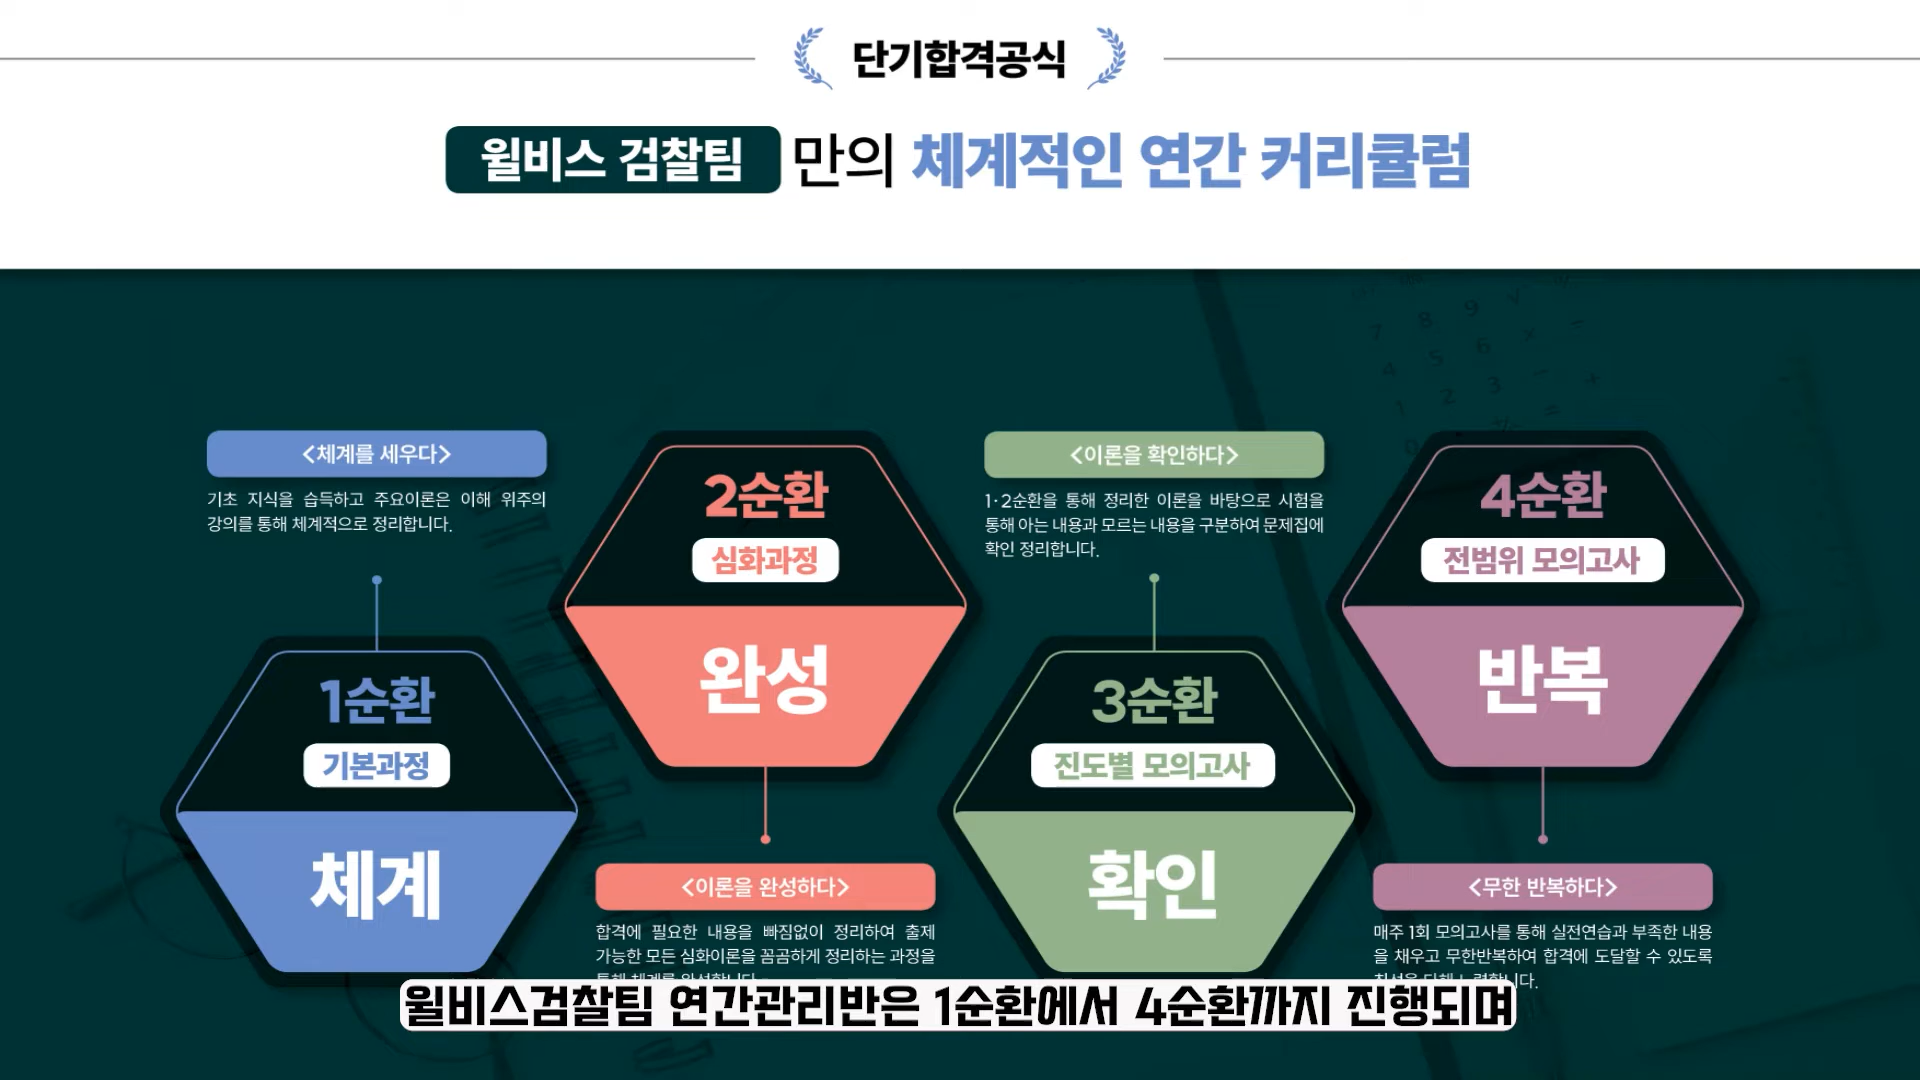 단기합격공식
윌비스 검찰팀 만의 체계적인 연간 커리큘럼
<체계를 세우다>
기초 지식을 습득하고 주요이론은 이해 위주의
강의를 통해 체계적으로 정리합니다.
1순환
기본과정
체계
2순환
심화과정
완성
<이론을 완성하다>
합격에 필요한 내용을 빠짐없이 정리하여 출제
가능한 모든 심화이론을 꼼꼼하게 정리하는 과정을
<이론을 확인하다>
1·2순환을 통해 정리한 이론을 바탕으로 시험을
통해 아는 내용과 모르는 내용을 구분하여 문제집에
확인 정리합니다.
3순환
진도별 모의고사
확인
4순환
전범위 모의고사
반복
<무한 반복하다>
매주 1회 모의고사를 통해 실전연습과 부족한 내용
을 채우고 무한반복하여 합격에 도달할 수 있도록
윌비스검찰팀 연간관리반은 1순환에서 4순환까지 진행되며